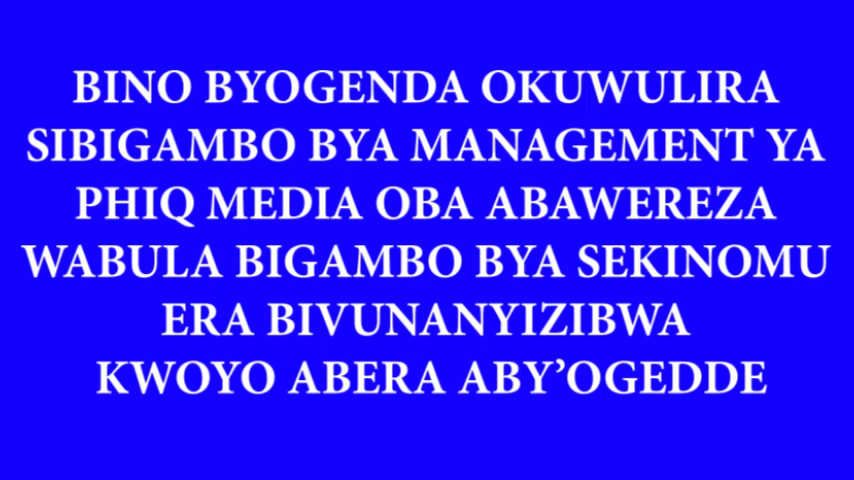 BINO BYOGENDA OKUWULIRA
SIBIGAMBO BYA MANAGEMENT YA
PHIQ MEDIA OBA ABAWEREZA
WABULA BIGAMBO BYA SEKINOMU
ERA BIVUNANYIZIBWA
KWOYO ABERA ABY’OGEDDE